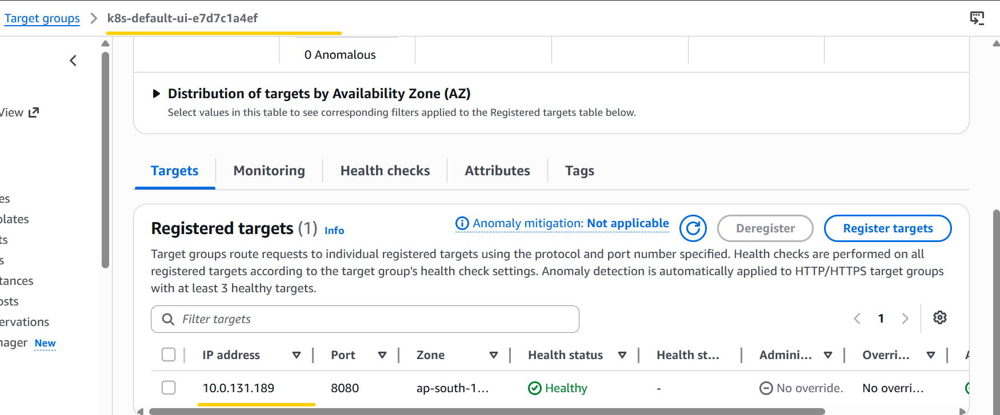 Target groups > k8s-default-ui-e7d7c1a4ef
0 Anomalous
Distribution of targets by Availability Zone (AZ)
Select values in this table to see corresponding filters applied to the Registered targets table below.
View
es
plates
ts
s
tances
osts
ervations
nager New
Targets Monitoring Health checks Attributes Tags
Registered targets (1) Info Anomaly mitigation: Not applicable Deregister Register targets
Target groups route requests to individual registered targets using the protocol and port number specified. Health checks are performed on all
registered targets according to the target group's health check settings. Anomaly detection is automatically applied to HTTP/HTTPS target groups
with at least 3 healthy targets.
Filter targets 1
IP address Port Zone Health status Health st... Admini... Overri...
10.0.131.189 8080 ap-south-1... Healthy - No override. No overri...